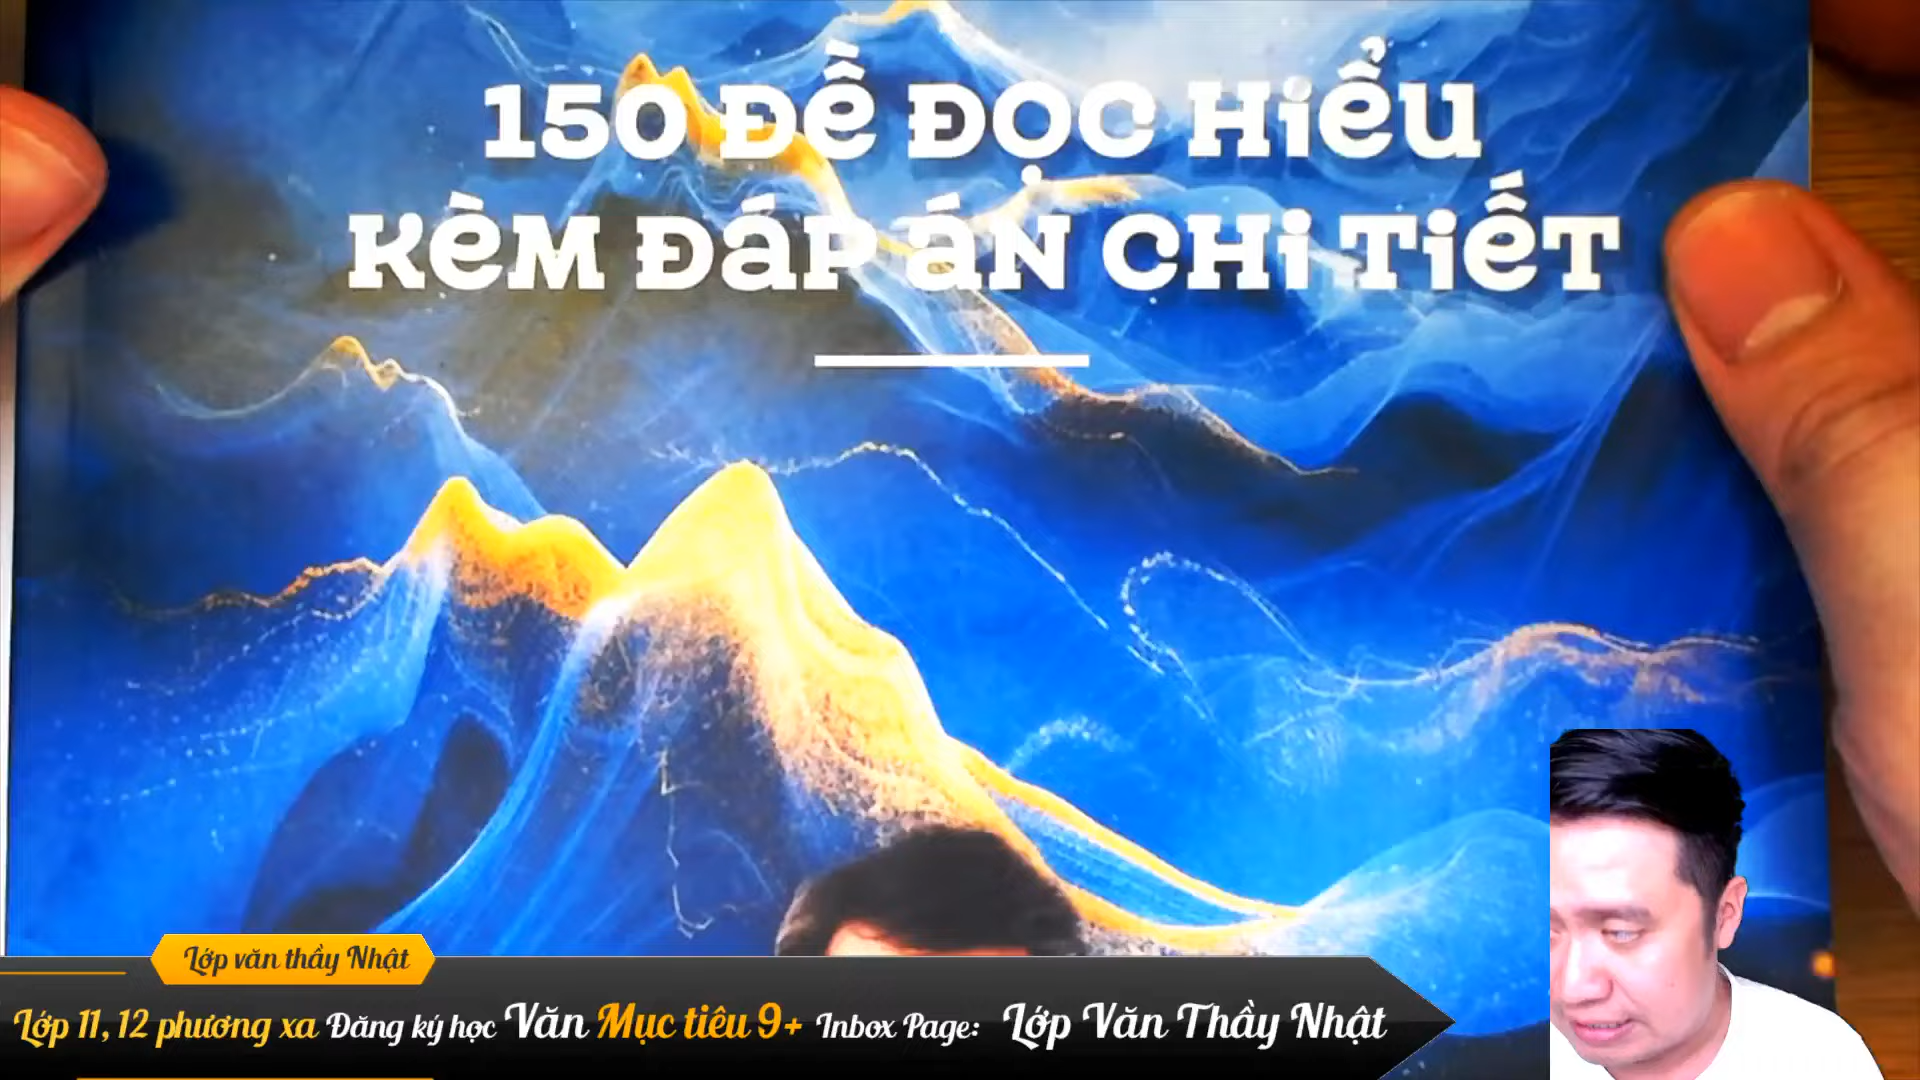 150 ĐỀ ĐỌC HIỂU
KÈM ĐÁP ÁN CHI TIẾT
Lớp văn thầy Nhật
Lớp 11, 12 phương xa Đăng ký học Văn Mục tiêu 9+ Inbox Page: Lớp Văn Thầy Nhật